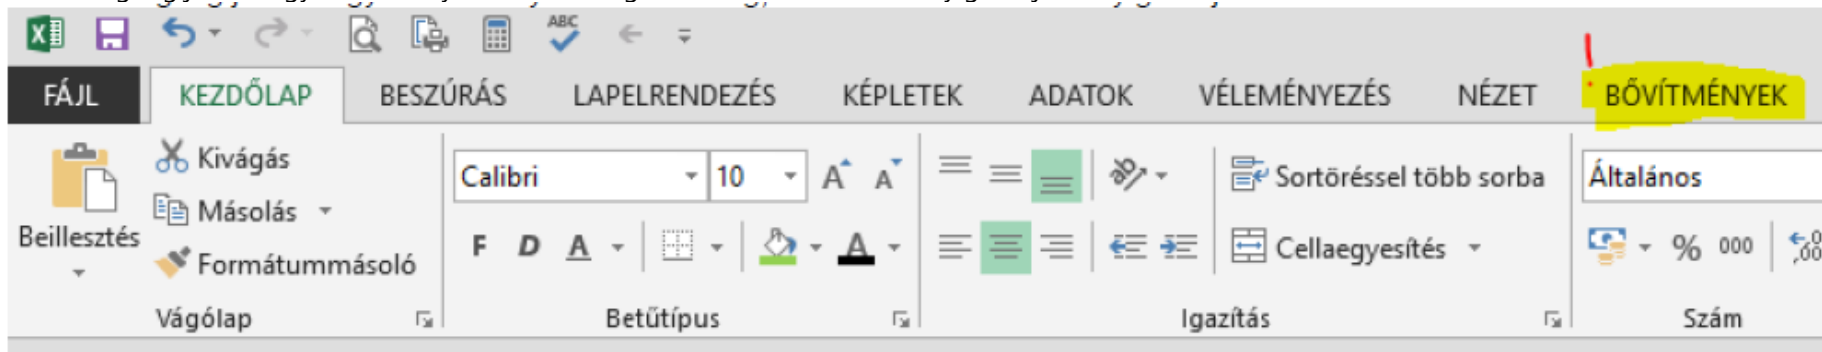 ABC
FÁJL KEZDŐLAP BESZÚRÁS LAPELRENDEZÉS KÉPLETEK ADATOK VÉLEMÉNYEZÉS NÉZET BŐVÍTMÉNYEK
Beillesztés
Kivágás
Másolás
Formátummásoló
Vágólap
Calibri 10 A A
F D A A
Betűtípus
Sortöréssel több sorba
Cellaegyesítés
Igazítás
Általános
% 000
Szám